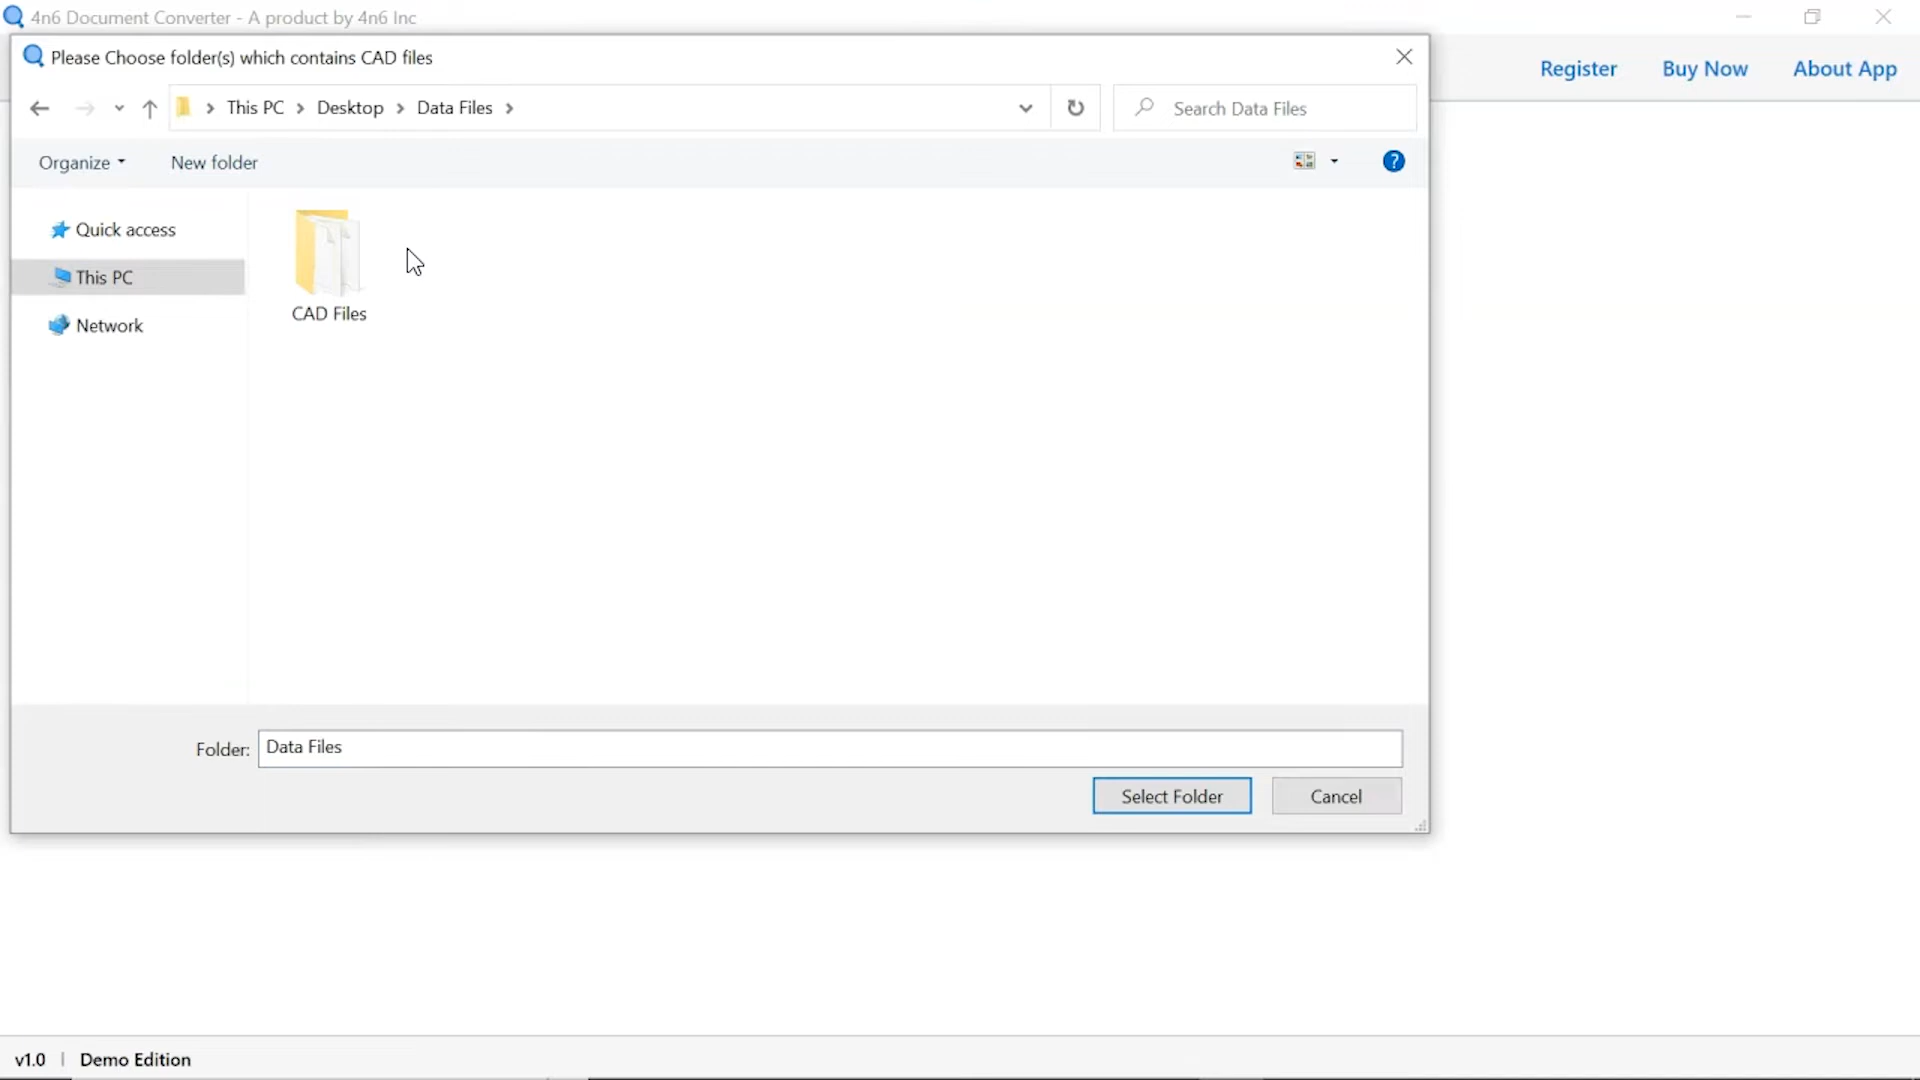 4n6 Document Converter - A product by 4n6 Inc
Please Choose folder(s) which contains CAD files
Register Buy Now About App
This PC Desktop Data Files
Search Data Files
Organize New folder
?
Quick access
This PC
Network
CAD Files
Folder: Data Files
Select Folder Cancel
v1.0 | Demo Edition